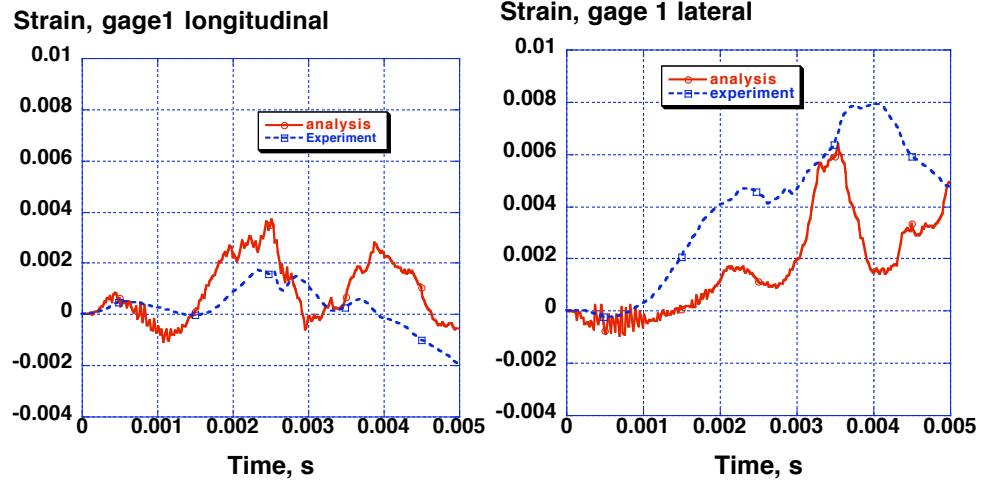 Strain, gage1 longitudinal
0.01
0.008
0.006
0.004
0.002
0
-0.002
-0.004
analysis
Experiment
0 0.001 0.002 0.003 0.004 0.005
Time, s
Strain, gage 1 lateral
0.01
0.008
0.006
0.004
0.002
0
-0.002
-0.004
analysis
experiment
0 0.001 0.002 0.003 0.004 0.005
Time, s